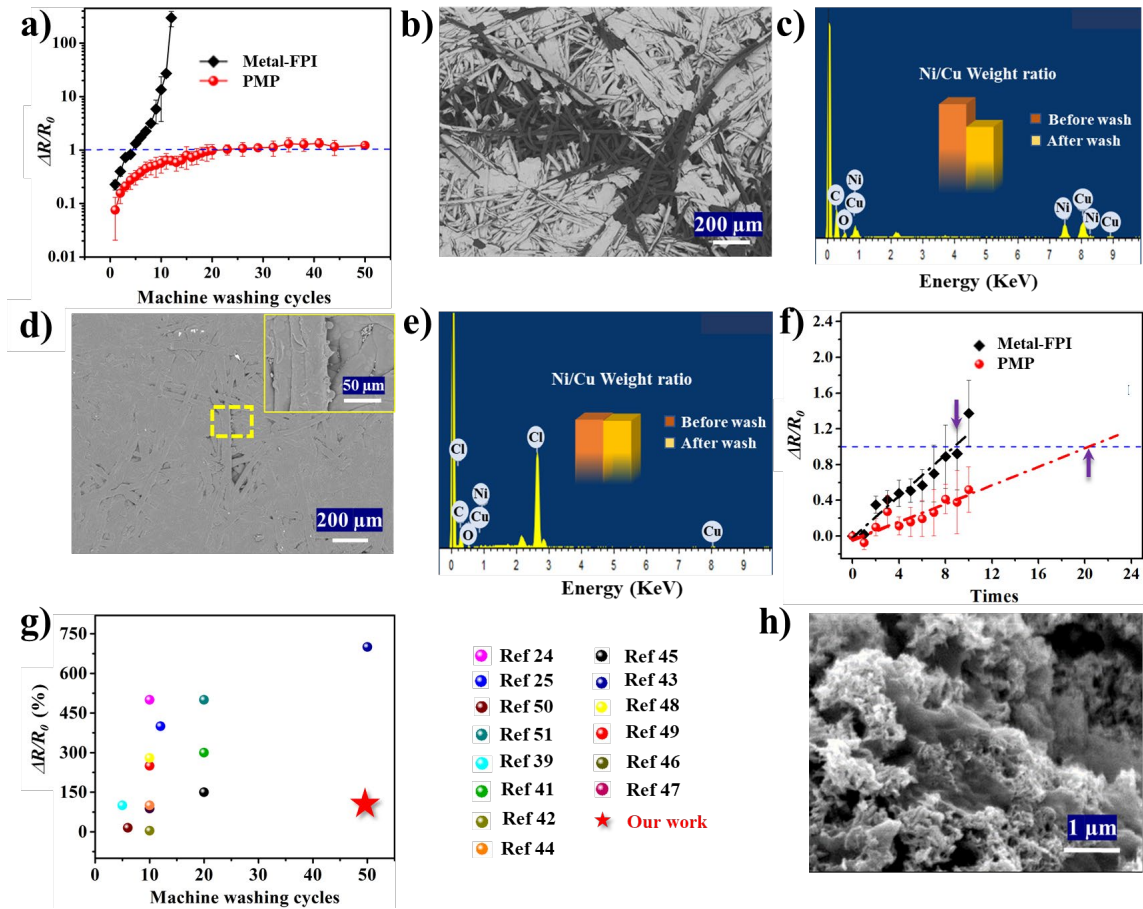 a)
100
10
1
0.1
0.01
ΔR/R0
Metal-FPI
PMP
0 10 20 30 40 50
Machine washing cycles
b)
200 µm
c)
Ni/Cu Weight ratio
Before wash
After wash
C
O
Ni
Cu
Ni
Cu
Ni
Cu
0 1 2 3 4 5 6 7 8 9
Energy (KeV)
d)
50 µm
200 µm
e)
Ni/Cu Weight ratio
Before wash
After wash
Cl
Cl
C
O
Ni
Cu
Cu
0 1 2 3 4 5 6 7 8 9
Energy (KeV)
f)
2.4
2.0
1.6
1.2
0.8
0.4
0.0
ΔR/R0
Metal-FPI
PMP
0 4 8 12 16 20 24
Times
g)
750
600
450
300
150
0
ΔR/R0 (%)
0 10 20 30 40 50
Machine washing cycles
Ref 24
Ref 25
Ref 50
Ref 51
Ref 39
Ref 41
Ref 42
Ref 44
Ref 45
Ref 43
Ref 48
Ref 49
Ref 46
Ref 47
Our work
h)
1 µm